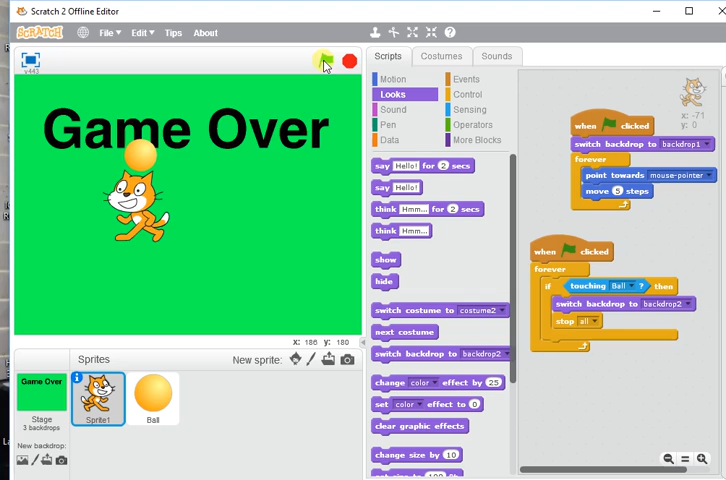 Scratch 2 Offline Editor
SCRATCH File Edit Tips About
v443
Scripts Costumes Sounds
Motion Events
Looks Control
Sound Sensing
Pen Operators
Data More Blocks
Game Over
say Hello! for 2 secs
say Hello!
think Hmm... for 2 secs
think Hmm...
show
hide
switch costume to costume2
next costume
switch backdrop to backdrop2
change color effect by 25
set color effect to 0
clear graphic effects
change size by 10
x: -71
y: 0
when clicked
switch backdrop to backdrop1
forever
point towards mouse-pointer
move 5 steps
when clicked
forever
if touching Ball ? then
switch backdrop to backdrop2
stop all
x: 186 y: 180
Sprites New sprite:
Game Over
Stage
3 backdrops
New backdrop:
Sprite1
Ball